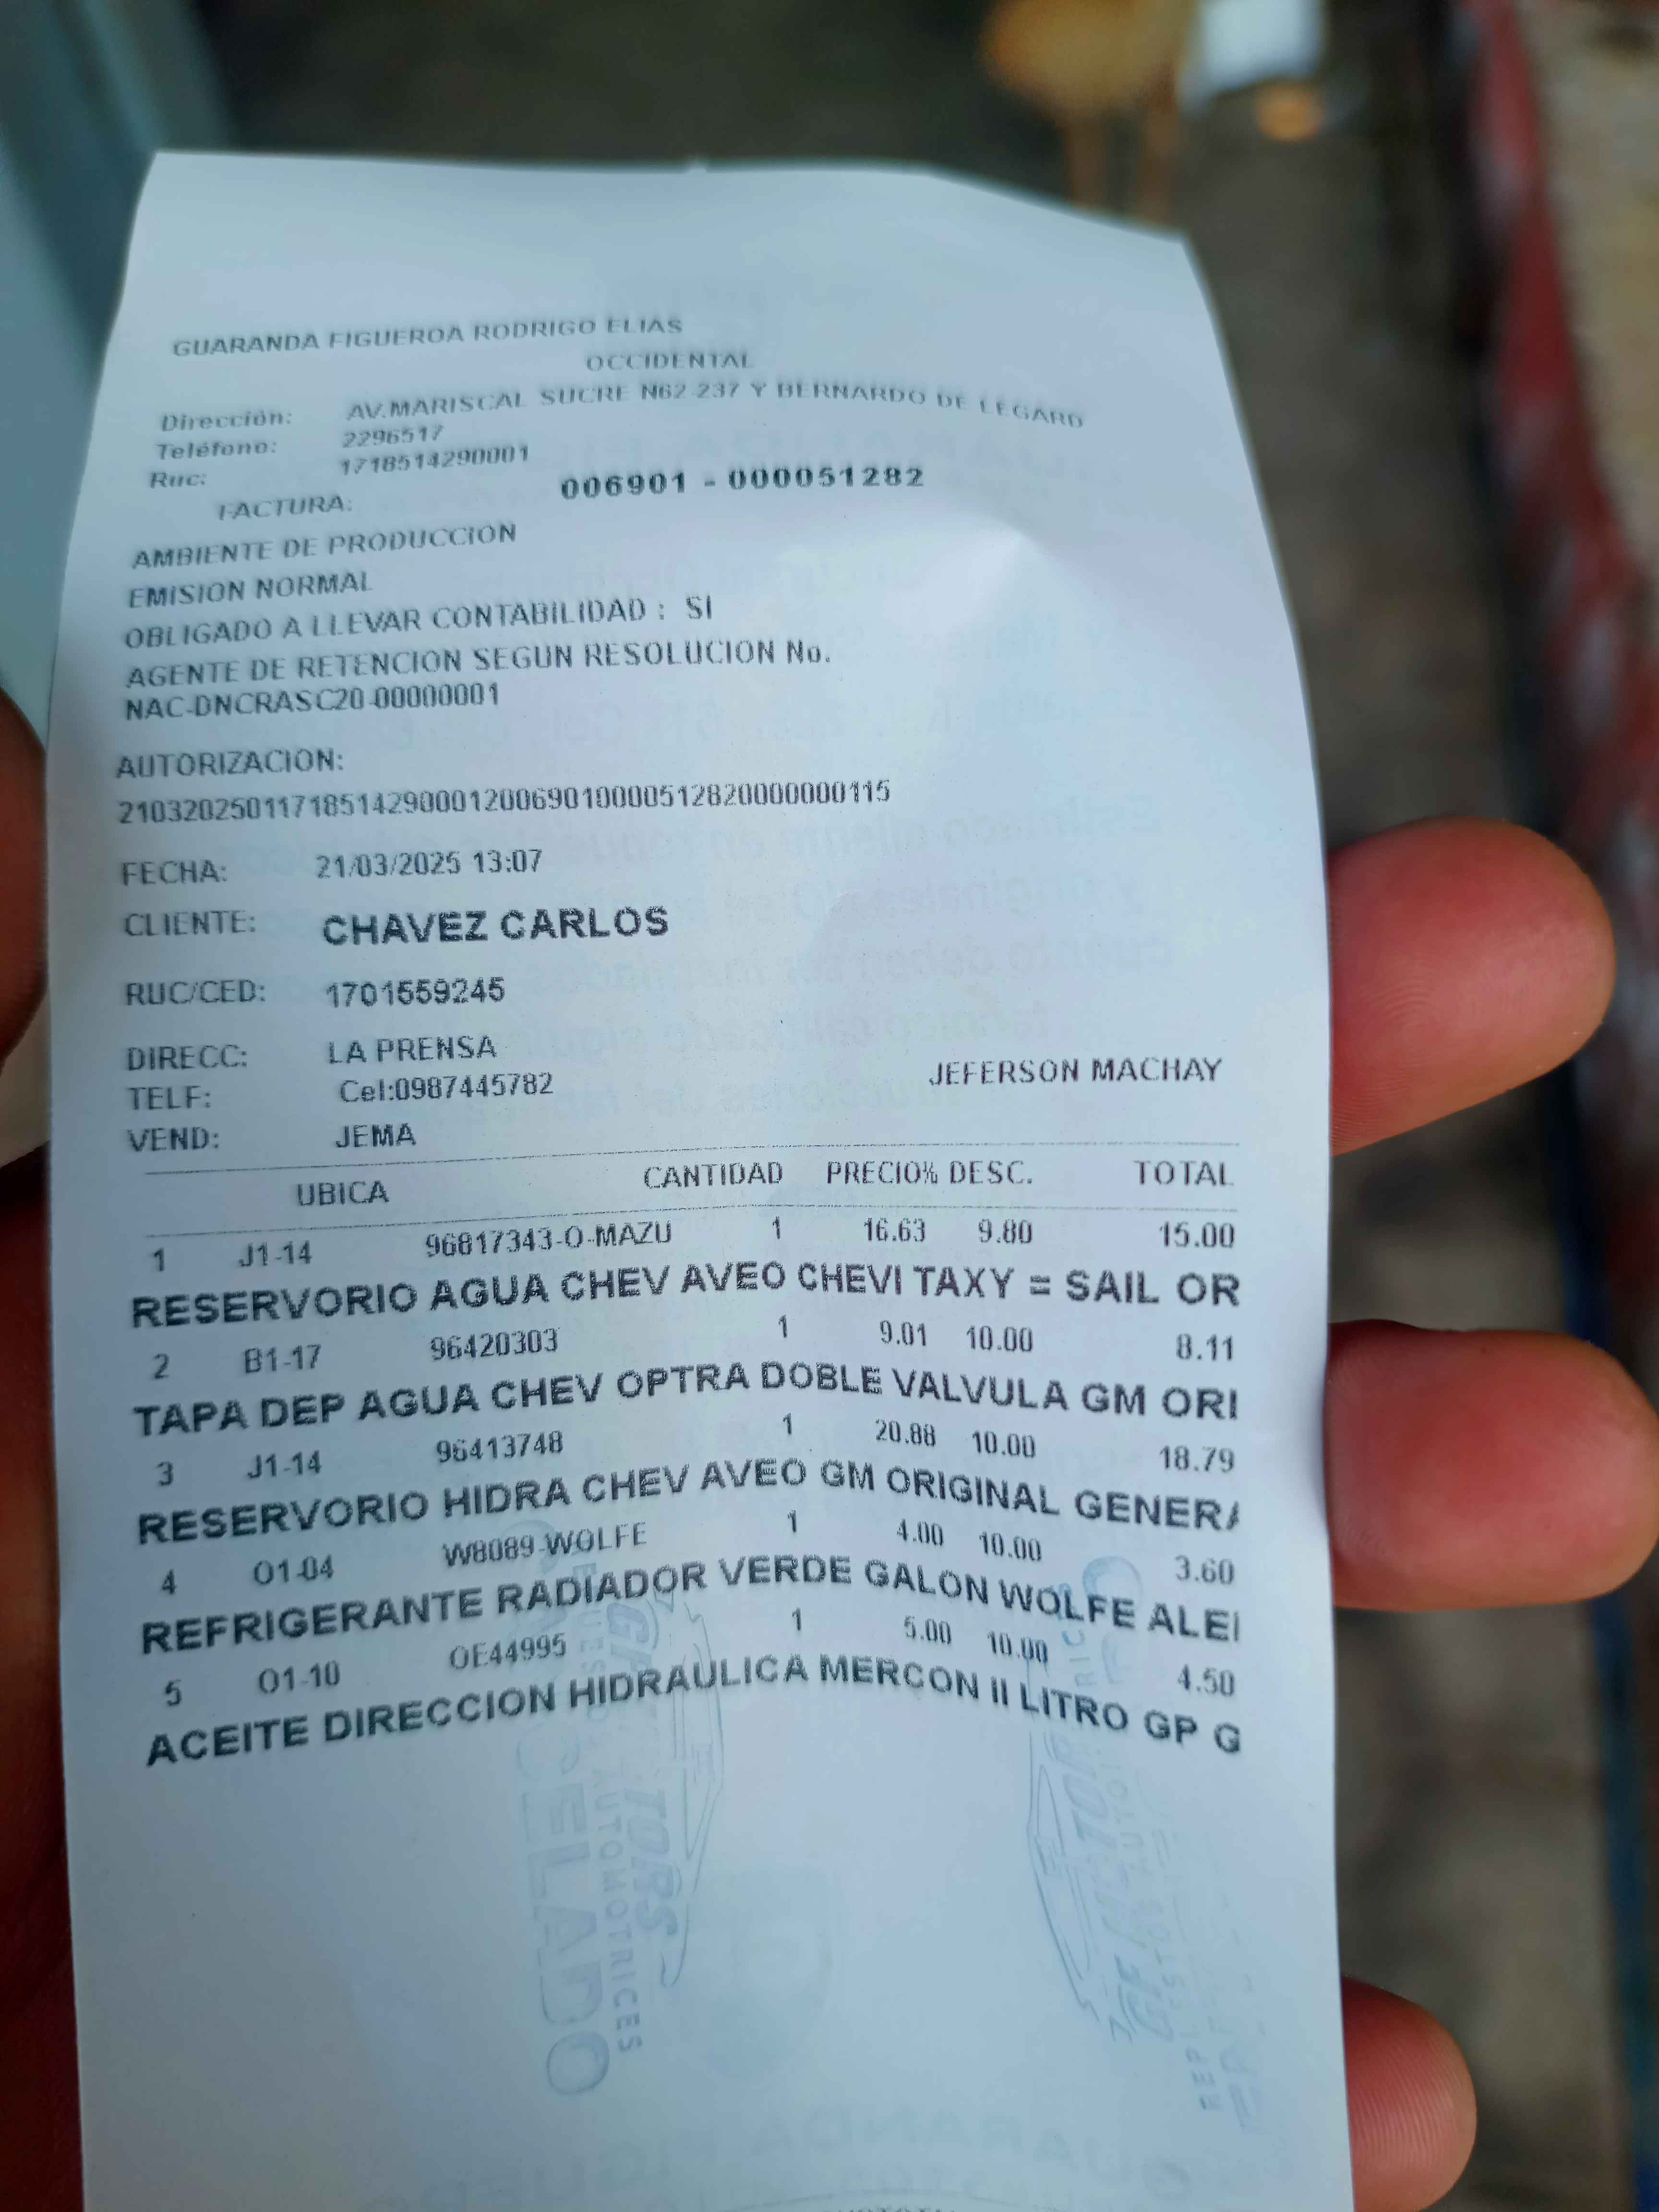 GUARANDA FIGUEROA RODRIGO ELIAS
OCCIDENTAL
Dirección: AV.MARISCAL SUCRE N62-237 Y BERNARDO DE LEGARD
Teléfono: 2296517
Ruc: 1718514290001
FACTURA: 006901 - 000051282
AMBIENTE DE PRODUCCION
EMISION NORMAL
OBLIGADO A LLEVAR CONTABILIDAD : SI
AGENTE DE RETENCION SEGUN RESOLUCION No.
NAC-DNCRASC20-00000001
AUTORIZACION:
2103202501171851429000120069010000512820000000115
FECHA: 21/03/2025 13:07
CLIENTE: CHAVEZ CARLOS
RUC/CED: 1701559245
DIRECC: LA PRENSA
TELF: Cel:0987445782 JEFERSON MACHAY
VEND: JEMA
UBICA CANTIDAD PRECIO% DESC. TOTAL
1 J1-14 96817343-O-MAZU 1 16.63 9.80 15.00
RESERVORIO AGUA CHEV AVEO CHEVI TAXY = SAIL OR
2 B1-17 96420303 1 9.01 10.00 8.11
TAPA DEP AGUA CHEV OPTRA DOBLE VALVULA GM ORI
3 J1-14 96413748 1 20.88 10.00 18.79
RESERVORIO HIDRA CHEV AVEO GM ORIGINAL GENERA
4 O1-04 W8089-WOLFE 1 4.00 10.00 3.60
REFRIGERANTE RADIADOR VERDE GALON WOLFE ALE
5 O1-10 OE44995 1 5.00 10.00 4.50
ACEITE DIRECCION HIDRAULICA MERCON II LITRO GP G